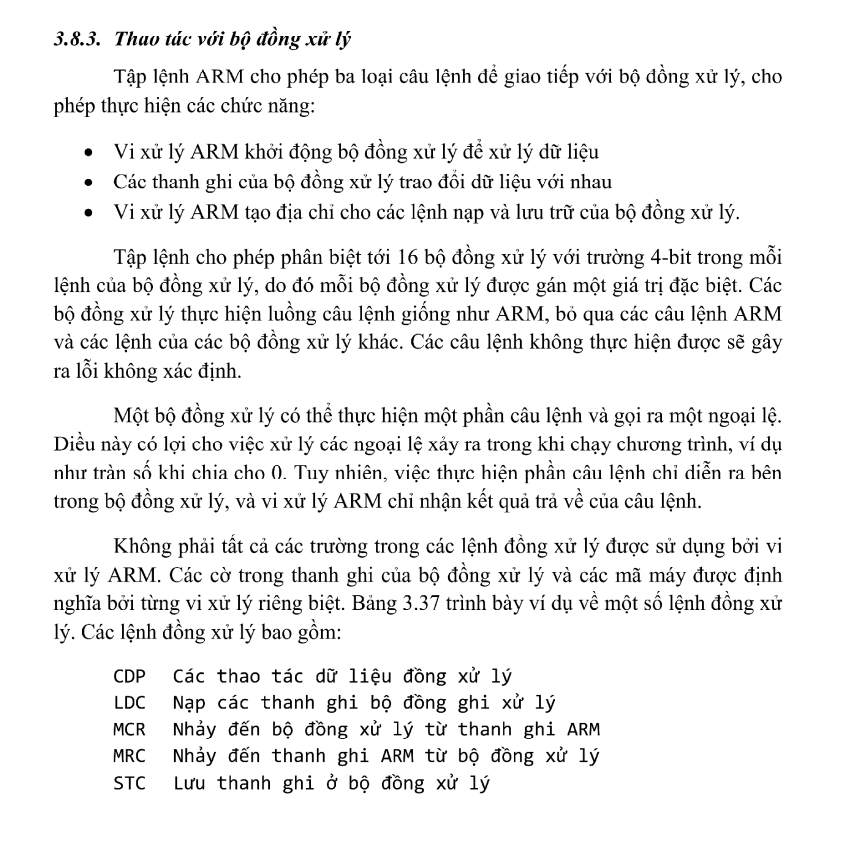 3.8.3. Thao tác với bộ đồng xử lý
Tập lệnh ARM cho phép ba loại câu lệnh để giao tiếp với bộ đồng xử lý, cho
phép thực hiện các chức năng:
• Vi xử lý ARM khởi động bộ đồng xử lý để xử lý dữ liệu
• Các thanh ghi của bộ đồng xử lý trao đổi dữ liệu với nhau
• Vi xử lý ARM tạo địa chỉ cho các lệnh nạp và lưu trữ của bộ đồng xử lý.
Tập lệnh cho phép phân biệt tới 16 bộ đồng xử lý với trường 4-bit trong mỗi
lệnh của bộ đồng xử lý, do đó mỗi bộ đồng xử lý được gán một giá trị đặc biệt. Các
bộ đồng xử lý thực hiện luồng câu lệnh giống như ARM, bỏ qua các câu lệnh ARM
và các lệnh của các bộ đồng xử lý khác. Các câu lệnh không thực hiện được sẽ gây
ra lỗi không xác định.
Một bộ đồng xử lý có thể thực hiện một phần câu lệnh và gọi ra một ngoại lệ.
Điều này có lợi cho việc xử lý các ngoại lệ xảy ra trong khi chạy chương trình, ví dụ
như tràn số khi chia cho 0. Tuy nhiên, việc thực hiện phần câu lệnh chỉ diễn ra bên
trong bộ đồng xử lý, và vi xử lý ARM chỉ nhận kết quả trả về của câu lệnh.
Không phải tất cả các trường trong các lệnh đồng xử lý được sử dụng bởi vi
xử lý ARM. Các cờ trong thanh ghi của bộ đồng xử lý và các mã máy được định
nghĩa bởi từng vi xử lý riêng biệt. Bảng 3.37 trình bày ví dụ về một số lệnh đồng xử
lý. Các lệnh đồng xử lý bao gồm:
CDP Các thao tác dữ liệu đồng xử lý
LDC Nạp các thanh ghi bộ đồng ghi xử lý
MCR Nhảy đến bộ đồng xử lý từ thanh ghi ARM
MRC Nhảy đến thanh ghi ARM từ bộ đồng xử lý
STC Lưu thanh ghi ở bộ đồng xử lý